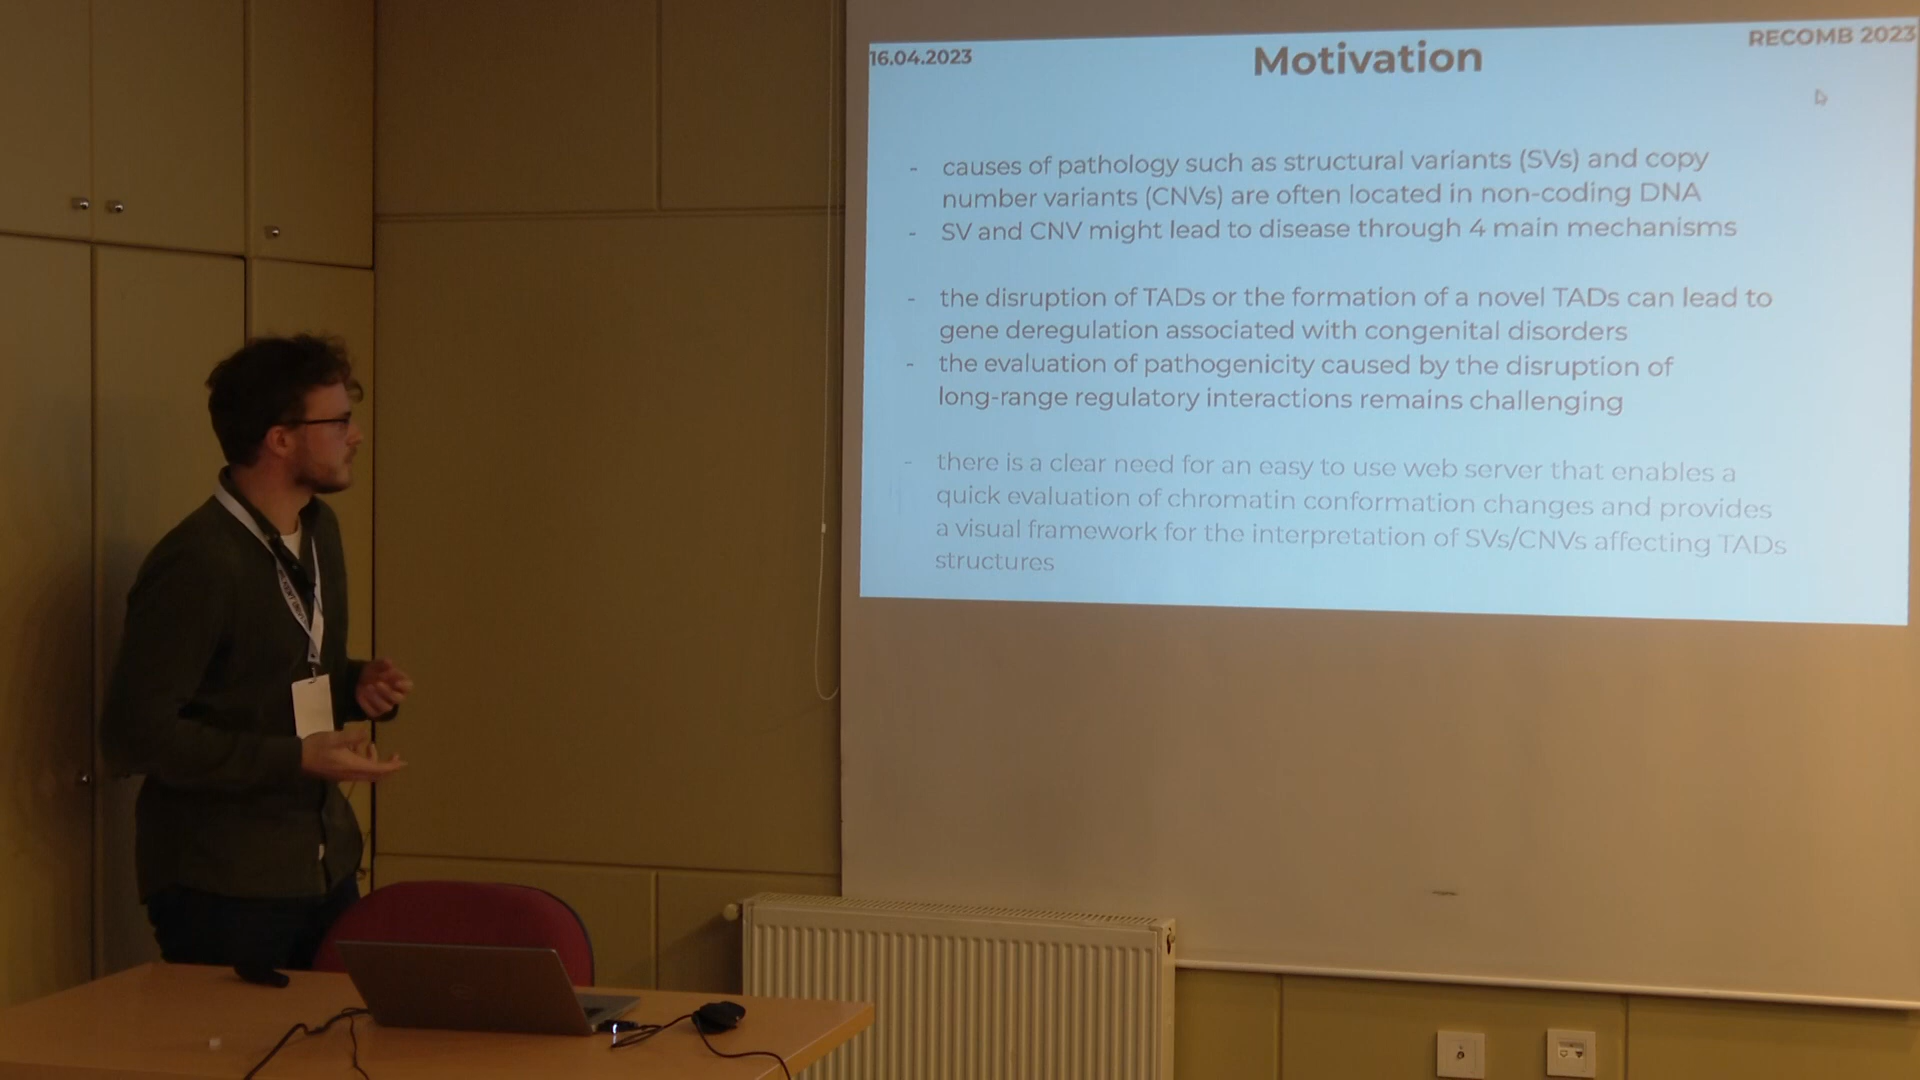 16.04.2023
Motivation
RECOMB 2023
- causes of pathology such as structural variants (SVs) and copy
number variants (CNVs) are often located in non-coding DNA
- SV and CNV might lead to disease through 4 main mechanisms
- the disruption of TADs or the formation of a novel TADs can lead to
gene deregulation associated with congenital disorders
- the evaluation of pathogenicity caused by the disruption of
long-range regulatory interactions remains challenging
- there is a clear need for an easy to use web server that enables a
quick evaluation of chromatin conformation changes and provides
a visual framework for the interpretation of SVs/CNVs affecting TADs
structures